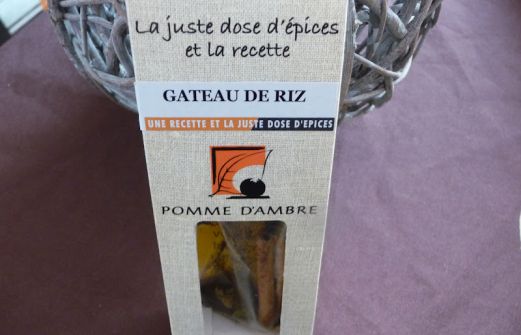 La juste dose d'épices
et la recette
GATEAU DE RIZ
UNE RECETTE ET LA JUSTE DOSE D'EPICES
POMME D'AMBRE